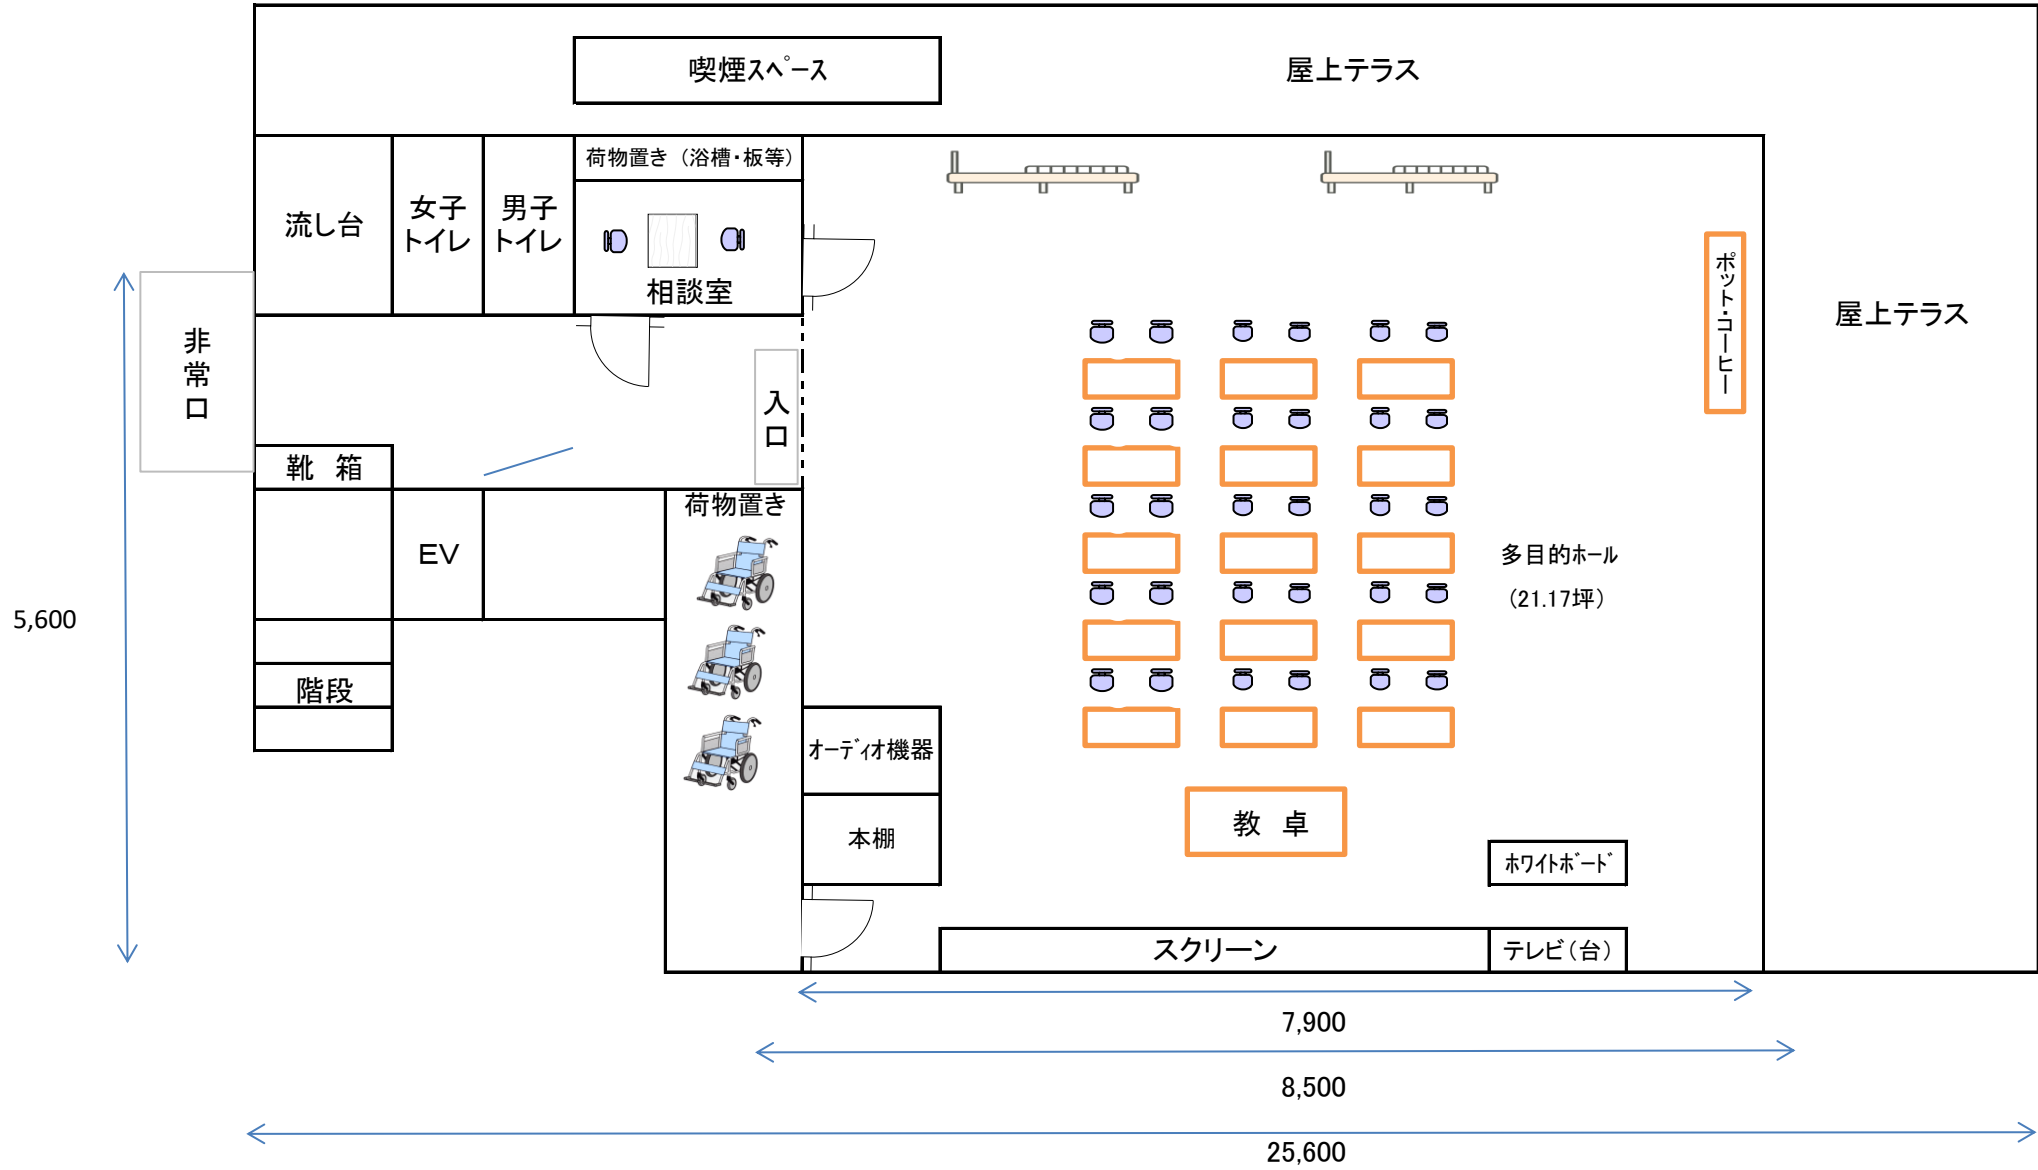 喫煙ｽﾍﾟｰｽ
屋上テラス
荷物置き（浴槽・板等）
流し台
女子
トイレ
男子
トイレ
相談室
ポット・コーヒー
屋上テラス
非常口
入口
靴　箱
荷物置き
EV
多目的ﾎｰﾙ
（21.17坪）
5,600
階段
ｵｰﾃﾞｨｵ機器
本棚
教　卓
ﾎﾜｲﾄﾎﾞｰﾄﾞ
スクリーン
テレビ（台）
7,900
8,500
25,600